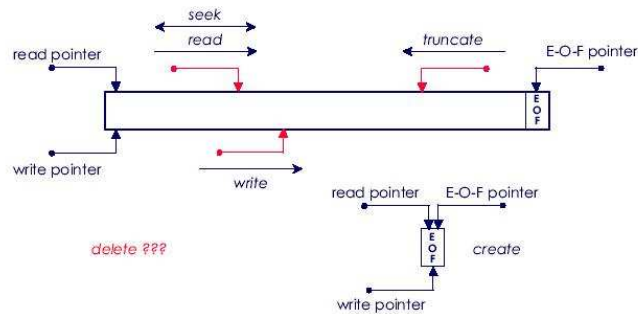 seek
read
truncate
read pointer
E-O-F pointer
E
O
F
write pointer
write
read pointer
E-O-F pointer
delete ???
E
O
F
create
write pointer